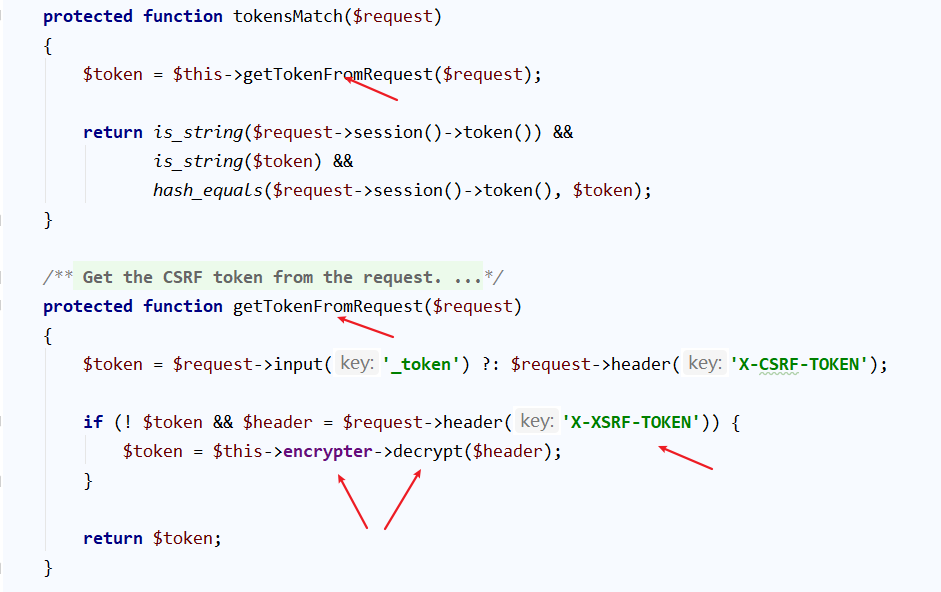 protected function tokensMatch($request)
{
$token = $this->getTokenFromRequest($request);
return is_string($request->session()->token()) &&
is_string($token) &&
hash_equals($request->session()->token(), $token);
}
/** Get the CSRF token from the request. ...*/
protected function getTokenFromRequest($request)
{
$token = $request->input( key: '_token') ?: $request->header( key: 'X-CSRF-TOKEN');
if (! $token && $header = $request->header( key: 'X-XSRF-TOKEN')) {
$token = $this->encrypter->decrypt($header);
}
return $token;
}